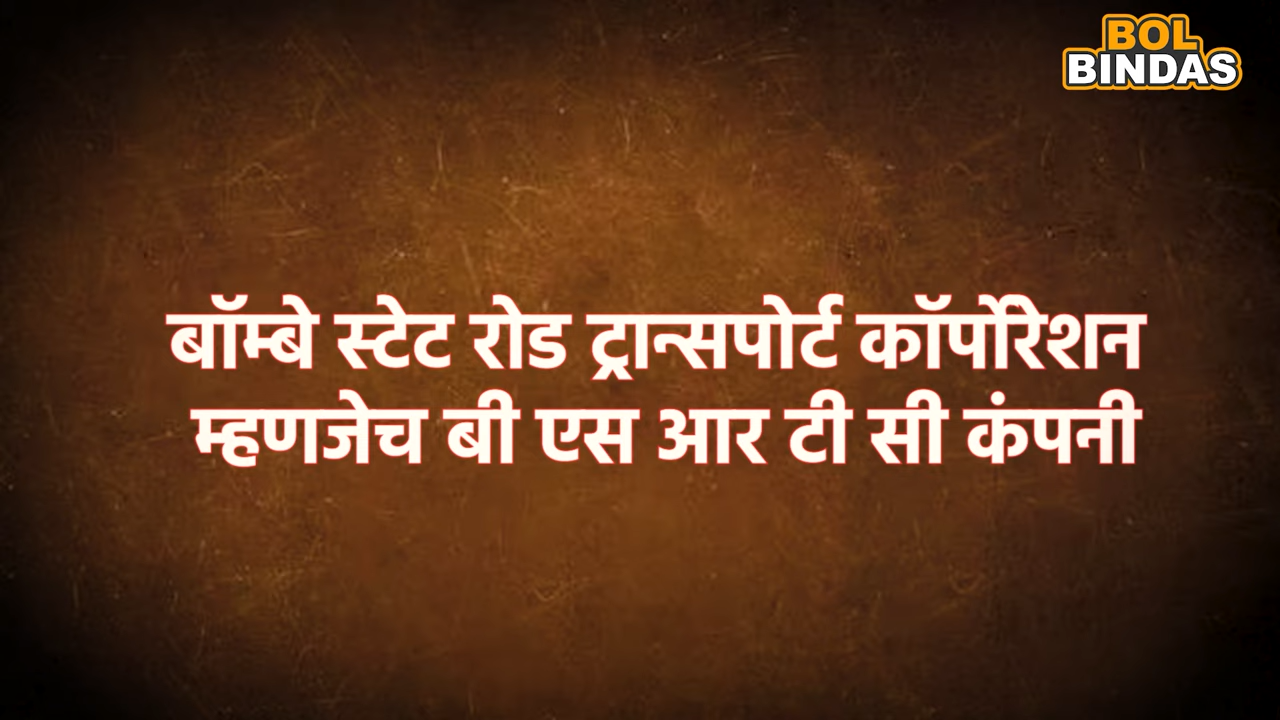 BOL
BINDAS
बॉम्बे स्टेट रोड ट्रान्सपोर्ट कॉर्पोरेशन
म्हणजेच बी एस आर टी सी कंपनी